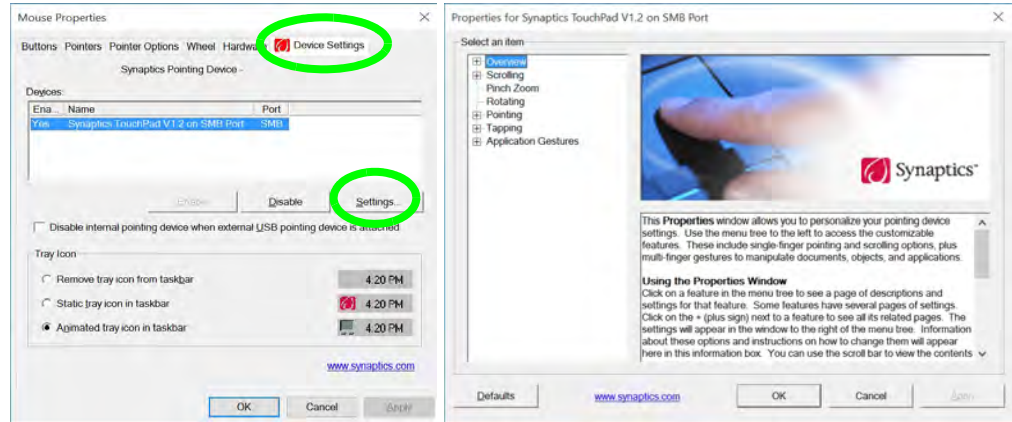 Mouse Properties
Buttons Pointers Pointer Options Wheel Hardware Device Settings
Synaptics Pointing Device -
Devices:
Ena... Name Port
Yes Synaptics TouchPad V1.2 on SMB Port SMB
Enable Disable Settings...
Disable internal pointing device when external USB pointing device is attached
Tray Icon
Remove tray icon from taskbar 4:20 PM
Static tray icon in taskbar 4:20 PM
Animated tray icon in taskbar 4:20 PM
www.synaptics.com
OK Cancel Apply
Properties for Synaptics TouchPad V1.2 on SMB Port
Select an item
Overview
Scrolling
Pinch Zoom
Rotating
Pointing
Tapping
Application Gestures
Synaptics
This Properties window allows you to personalize your pointing device
settings. Use the menu tree to the left to access the customizable
features. These include single-finger pointing and scrolling options, plus
multi-finger gestures to manipulate documents, objects, and applications.
Using the Properties Window
Click on a feature in the menu tree to see a page of descriptions and
settings for that feature. Some features have several pages of settings.
Click on the + (plus sign) next to a feature to see all its related pages. The
settings will appear in the window to the right of the menu tree. Information
about these options and instructions on how to change them will appear
here in this information box. You can use the scroll bar to view the contents
Defaults www.synaptics.com OK Cancel Apply